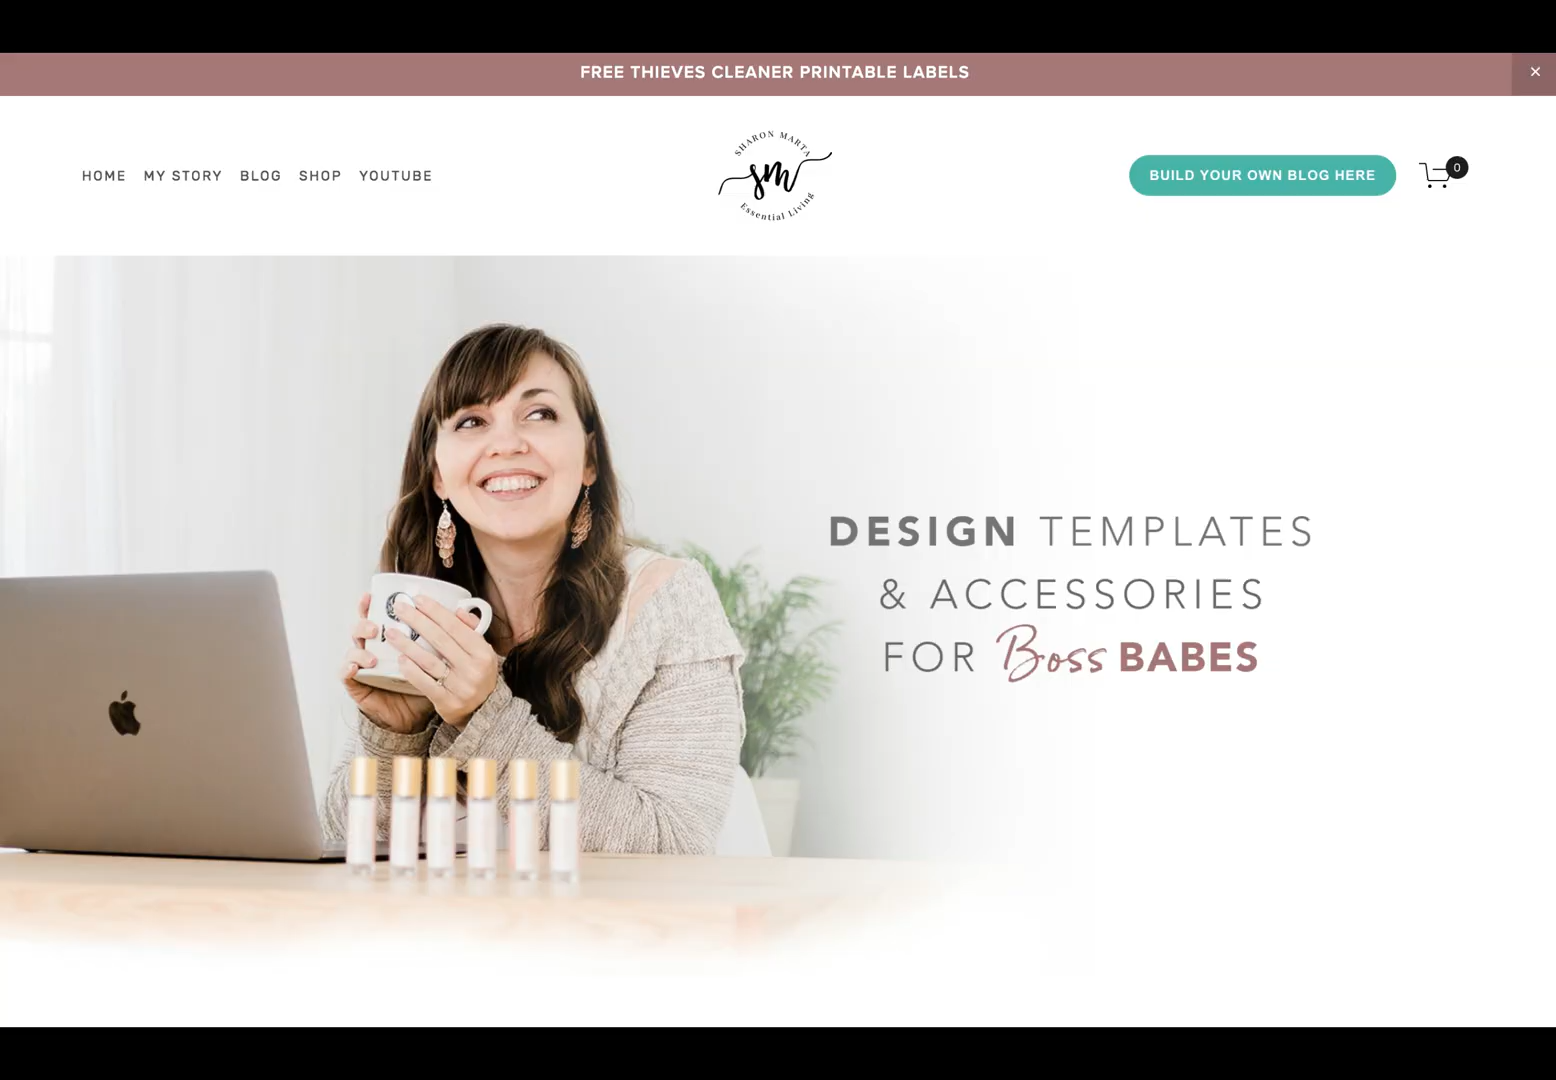 FREE THIEVES CLEANER PRINTABLE LABELS
×
HOME MY STORY BLOG SHOP YOUTUBE
SHARON MARTA
sm
Essential Living
BUILD YOUR OWN BLOG HERE
0
DESIGN TEMPLATES
& ACCESSORIES
FOR Boss BABES